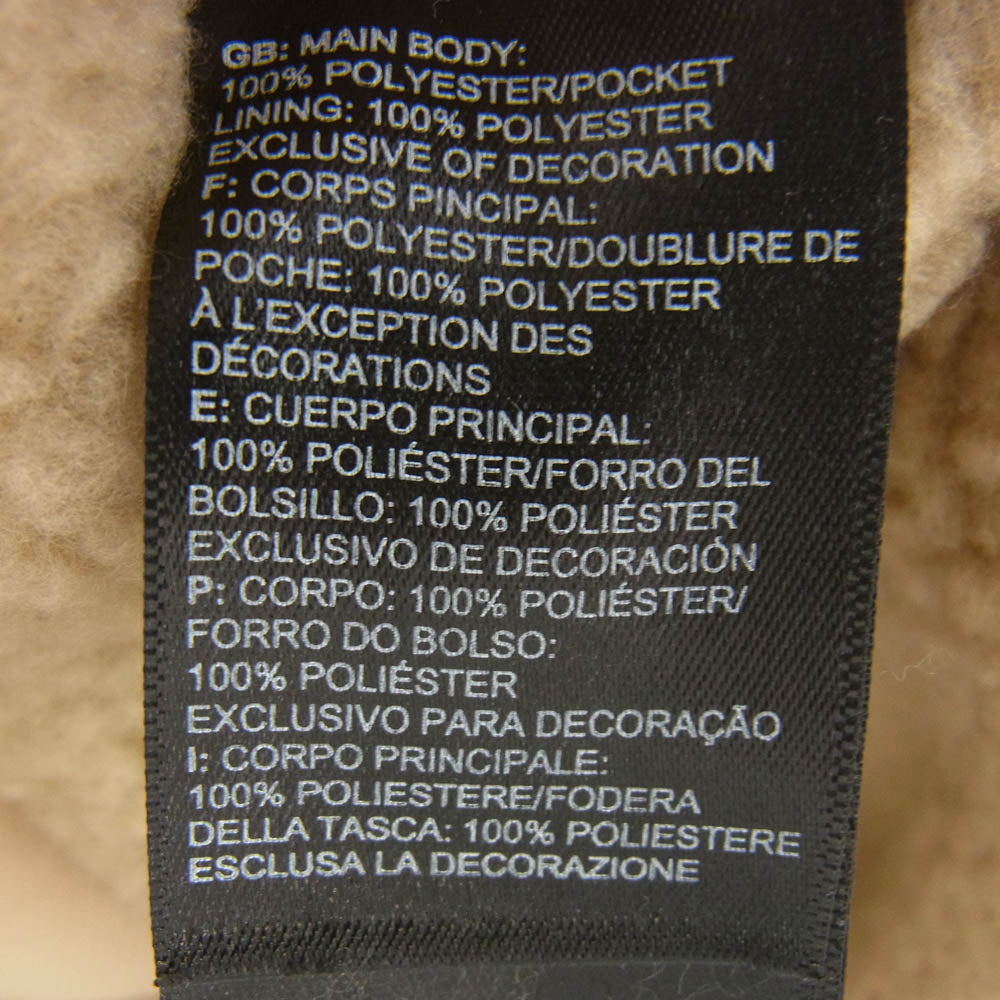 GB: MAIN BODY:
100% POLYESTER/POCKET
LINING: 100% POLYESTER
EXCLUSIVE OF DECORATION
F: CORPS PINCIPAL:
100% POLYESTER/DOUBLURE DE
POCHE: 100% POLYESTER
À L'EXCEPTION DES
DÉCORATIONS
E: CUERPO PRINCIPAL:
100% POLIÉSTER/FORRO DEL
BOLSILLO: 100% POLIÉSTER
EXCLUSIVO DE DECORACIÓN
P: CORPO: 100% POLIÉSTER/
FORRO DO BOLSO:
100% POLIÉSTER
EXCLUSIVO PARA DECORAÇÃO
I: CORPO PRINCIPALE:
100% POLIESTERE/FODERA
DELLA TASCA: 100% POLIESTERE
ESCLUSA LA DECORAZIONE